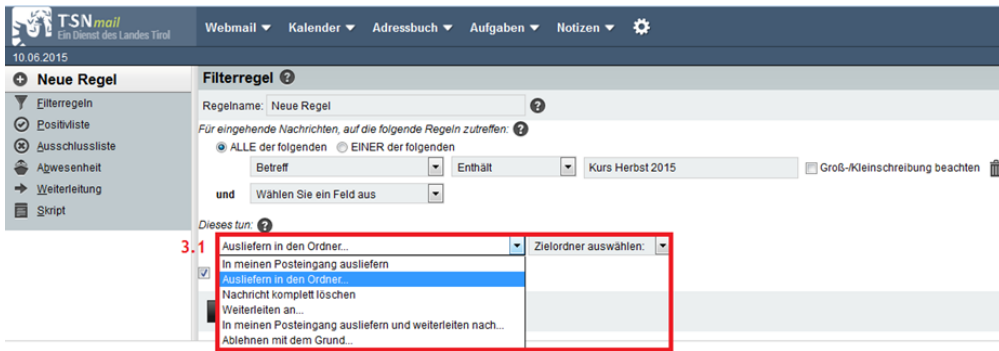 TSNmail
Ein Dienst des Landes Tirol
Webmail Kalender Adressbuch Aufgaben Notizen
10.06.2015
Neue Regel
Filterregeln
Positivliste
Ausschlussliste
Abwesenheit
Weiterleitung
Skript
Filterregel
Regelname: Neue Regel
Für eingehende Nachrichten, auf die folgende Regeln zutreffen:
ALLE der folgenden EINER der folgenden
Betreff Enthält Kurs Herbst 2015 Groß-/Kleinschreibung beachten
und Wählen Sie ein Feld aus
Dieses tun:
3.1 Ausliefern in den Ordner... Zielordner auswählen:
In meinen Posteingang ausliefern
Ausliefern in den Ordner...
Nachricht komplett löschen
Weiterleiten an...
In meinen Posteingang ausliefern und weiterleiten nach...
Ablehnen mit dem Grund...